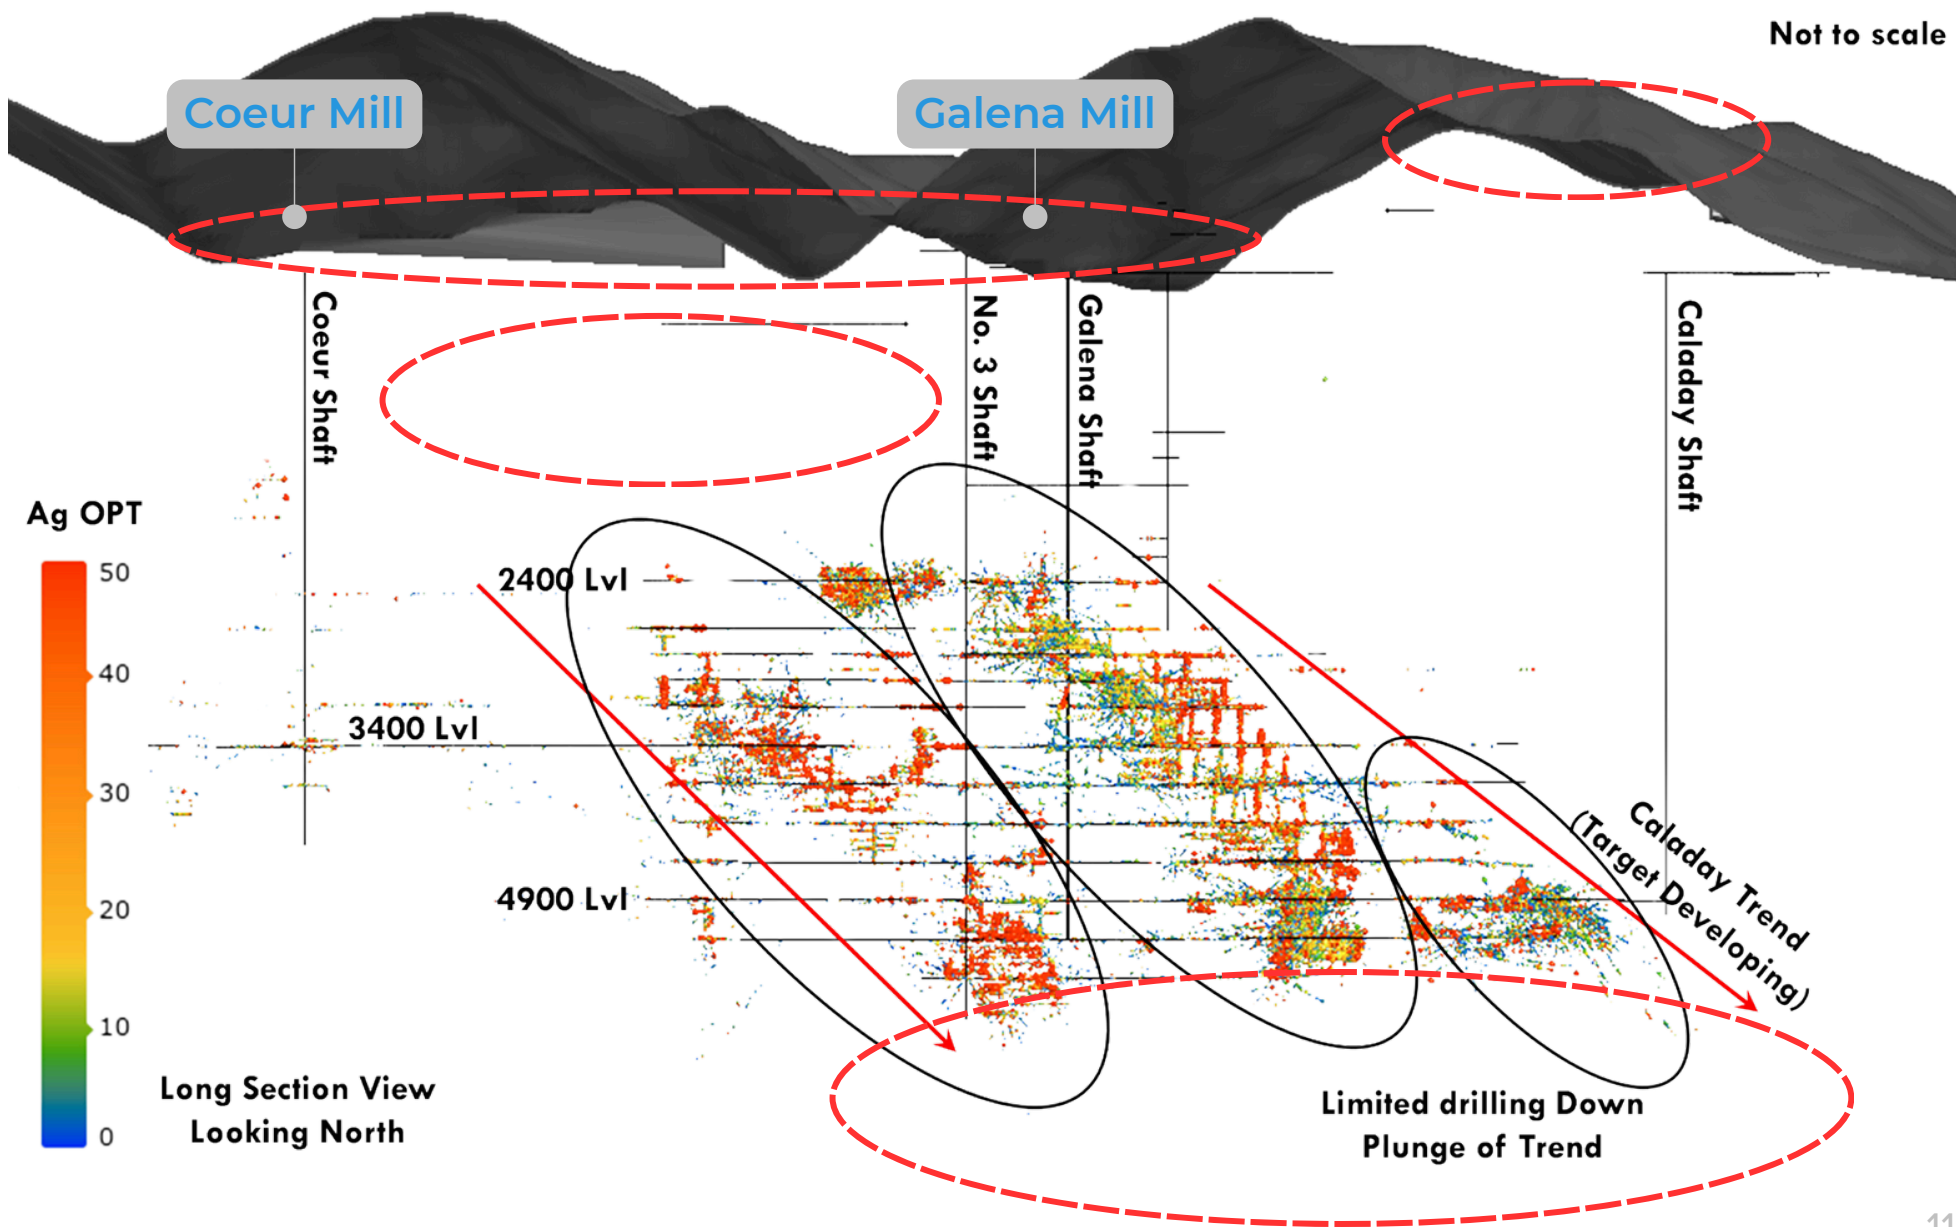 Not to scale
Coeur Mill
Galena Mill
Coeur Shaft
No. 3 Shaft
Galena Shaft
Caladay Shaft
Ag OPT
50
40
30
20
10
0
2400 Lvl
3400 Lvl
4900 Lvl
Caladay Trend
(Target Developing)
Long Section View
Looking North
Limited drilling Down
Plunge of Trend
11